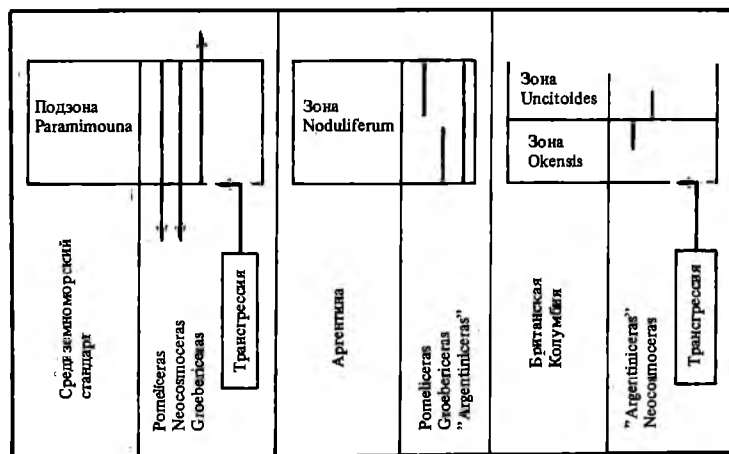 Подзона
Paramimouna
Средиземноморский
стандарт
Pomeliceras
Neocosmoceras
Groebericeras
Трансгрессия
Зона
Noduliferum
Аргентина
Pomeliceras
Groebericeras
"Argentiniceras"
Зона
Uncitoides
Зона
Okensis
Британская
Колумбия
"Argentiniceras"
Neocosmoceras
Трансгрессия